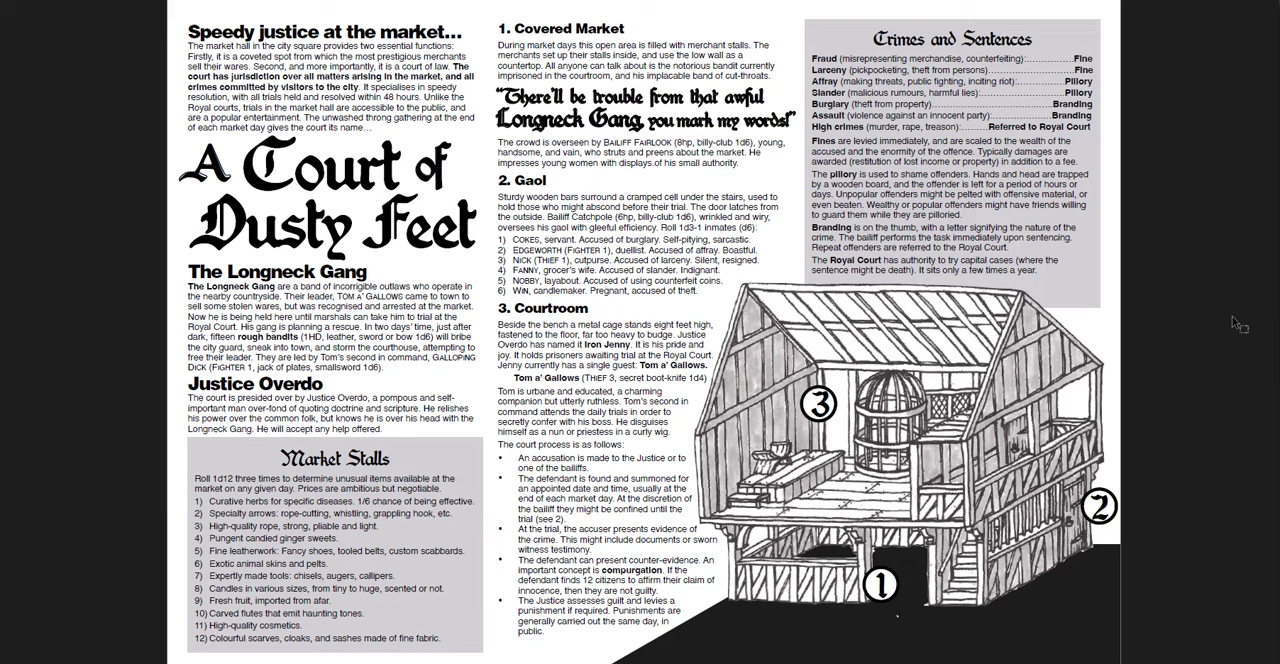 Speedy justice at the market...
The market hall in the city square provides two essential functions:
Firstly, it is a coveted spot from which the most prestigious merchants
sell their wares. Second, and more importantly, it is a court of law. The
court has jurisdiction over all matters arising in the market, and all
crimes committed by visitors to the city. It specialises in speedy
resolution, with all trials held and resolved within 48 hours. Unlike the
Royal courts, trials in the market hall are accessible to the public, and
are a popular entertainment. The unwashed throng gathering at the end
of each market day gives the court its name...
A Court of
Dusty Feet
The Longneck Gang
The Longneck Gang are a band of incorrigible outlaws who operate in
the nearby countryside. Their leader, TOM A' GALLOWS came to town to
sell some stolen wares, but was recognised and arrested at the market.
Now he is being held here until marshals can take him to trial at the
Royal Court. His gang is planning a rescue. In two days' time, just after
dark, fifteen rough bandits (1HD, leather, sword or bow 1d6) will bribe
the city guard, sneak into town, and storm the courthouse, attempting to
free their leader. They are led by Tom's second in command, GALLOPING
DICK (FIGHTER 1, jack of plates, smallsword 1d6).
Justice Overdo
The court is presided over by Justice Overdo, a pompous and self-
important man over-fond of quoting doctrine and scripture. He relishes
his power over the common folk, but knows he is over his head with the
Longneck Gang. He will accept any help offered.
Market Stalls
Roll 1d12 three times to determine unusual items available at the
market on any given day. Prices are ambitious but negotiable.
1) Curative herbs for specific diseases. 1/6 chance of being effective.
2) Specialty arrows: rope-cutting, whistling, grappling hook, etc.
3) High-quality rope, strong, pliable and light.
4) Pungent candied ginger sweets.
5) Fine leatherwork: Fancy shoes, tooled belts, custom scabbards.
6) Exotic animal skins and pelts.
7) Expertly made tools: chisels, augers, callipers.
8) Candles in various sizes, from tiny to huge, scented or not.
9) Fresh fruit, imported from afar.
10) Carved flutes that emit haunting tones.
11) High-quality cosmetics.
12) Colourful scarves, cloaks, and sashes made of fine fabric.
1. Covered Market
During market days this open area is filled with merchant stalls. The
merchants set up their stalls inside, and use the low wall as a
countertop. All anyone can talk about is the notorious bandit currently
imprisoned in the courtroom, and his implacable band of cut-throats.
"There'll be trouble from that awful
Longneck Gang, you mark my words!"
The crowd is overseen by BAILIFF FAIRLOOK (8hp, billy-club 1d6), young,
handsome, and vain, who struts and preens about the market. He
impresses young women with displays of his small authority.
2. Gaol
Sturdy wooden bars surround a cramped cell under the stairs, used to
hold those who might abscond before their trial. The door latches from
the outside. Bailiff Catchpole (6hp, billy-club 1d6), wrinkled and wiry,
oversees his gaol with gleeful efficiency. Roll 1d3-1 inmates (d6):
1) COKES, servant. Accused of burglary. Self-pitying, sarcastic.
2) EDGEWORTH (FIGHTER 1), duellist. Accused of affray. Boastful.
3) NICK (THIEF 1), cutpurse. Accused of larceny. Silent, resigned.
4) FANNY, grocer's wife. Accused of slander. Indignant.
5) NOBBY, layabout. Accused of using counterfeit coins.
6) WIN, candlemaker. Pregnant, accused of theft.
3. Courtroom
Beside the bench a metal cage stands eight feet high,
fastened to the floor, far too heavy to budge. Justice
Overdo has named it Iron Jenny. It is his pride and
joy. It holds prisoners awaiting trial at the Royal Court.
Jenny currently has a single guest: Tom a' Gallows.
Tom a' Gallows (THIEF 3, secret boot-knife 1d4)
Tom is urbane and educated, a charming
companion but utterly ruthless. Tom's second in
command attends the daily trials in order to
secretly confer with his boss. He disguises
himself as a nun or priestess in a curly wig.
The court process is as follows:
• An accusation is made to the Justice or to
one of the bailiffs.
• The defendant is found and summoned for
an appointed date and time, usually at the
end of each market day. At the discretion of
the bailiff they might be confined until the
trial (see 2).
• At the trial, the accuser presents evidence of
the crime. This might include documents or sworn
witness testimony.
• The defendant can present counter-evidence. An
important concept is compurgation. If the
defendant finds 12 citizens to affirm their claim of
innocence, then they are not guilty.
• The Justice assesses guilt and levies a
punishment if required. Punishments are
generally carried out the same day, in
public.
Crimes and Sentences
Fraud (misrepresenting merchandise, counterfeiting):................Fine
Larceny (pickpocketing, theft from persons)............................Fine
Affray (making threats, public fighting, inciting riot):...............Pillory
Slander (malicious rumours, harmful lies):............................Pillory
Burglary (theft from property)..........................................Branding
Assault (violence against an innocent party):....................Branding
High crimes (murder, rape, treason):.........Referred to Royal Court
Fines are levied immediately, and are scaled to the wealth of the
accused and the enormity of the offence. Typically damages are
awarded (restitution of lost income or property) in addition to a fee.
The pillory is used to shame offenders. Hands and head are trapped
by a wooden board, and the offender is left for a period of hours or
days. Unpopular offenders might be pelted with offensive material, or
even beaten. Wealthy or popular offenders might have friends willing
to guard them while they are pilloried.
Branding is on the thumb, with a letter signifying the nature of the
crime. The bailiff performs the task immediately upon sentencing.
Repeat offenders are referred to the Royal Court.
The Royal Court has authority to try capital cases (where the
sentence might be death). It sits only a few times a year.
3
2
1